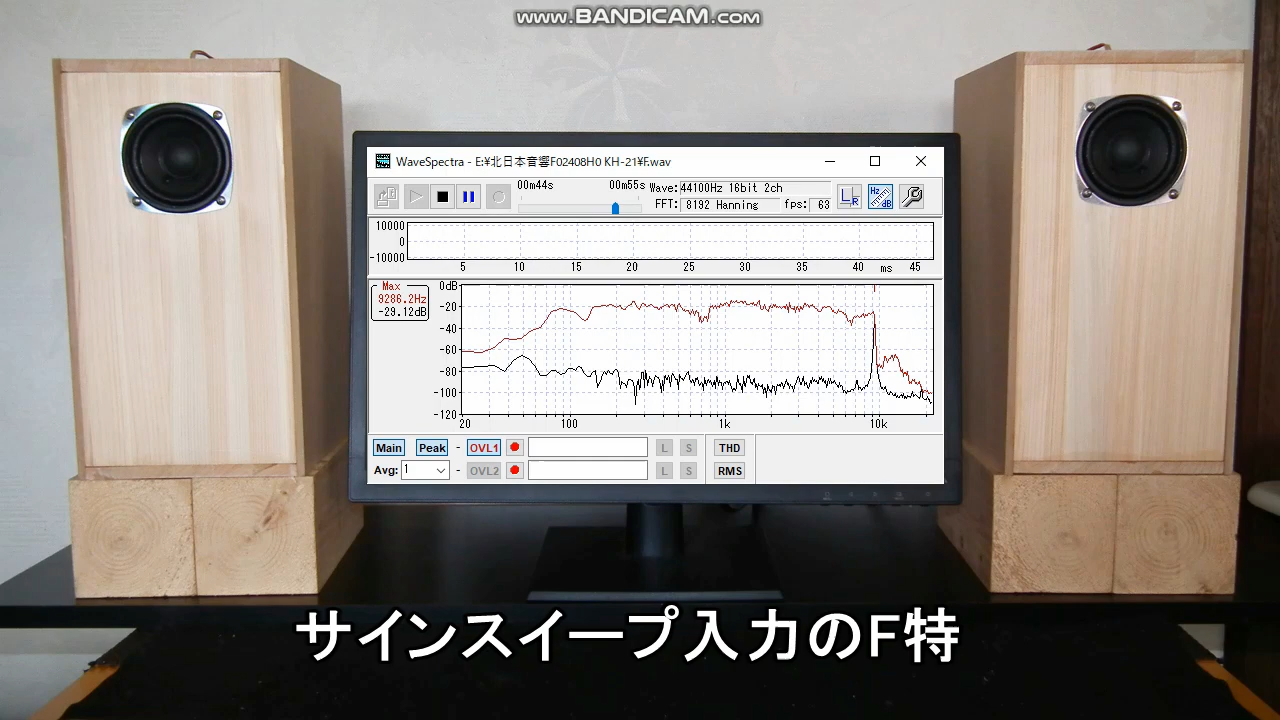 www.BANDICAM.com
WaveSpectra - E:¥北日本音響F02408H0 KH-21¥F.wav
00m44s 00m55s Wave: 44100Hz 16bit 2ch
FFT: 8192 Hanning fps: 63
L R Hz dB
10000
0
-10000
5 10 15 20 25 30 35 40 ms 45
Max
9286.2Hz
-29.12dB
0dB
-20
-40
-60
-80
-100
-120
20 100 1k 10k
Main Peak - OVL1 L S THD
Avg: 1 - OVL2 L S RMS
サインスイープ入力のF特